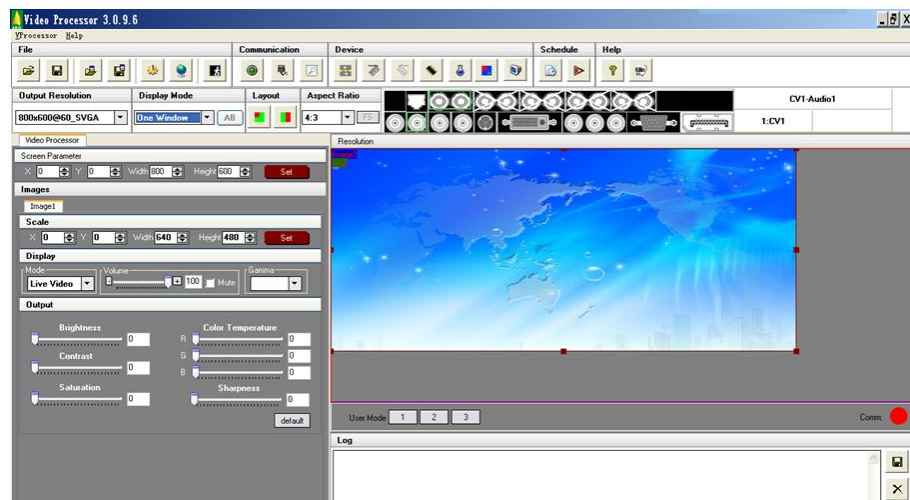 Video Processor 3.0.9.6
VProcessor Help
File Communication Device Schedule Help
Output Resolution Display Mode Layout Aspect Ratio
800x600@60_SVGA One Window AB 4:3 FS
CV1-Audio1
1:CV1
Video Processor
Resolution
Screen Parameter
X 0 Y 0 Width 800 Height 600 Set
Images
Image1
Scale
X 0 Y 0 Width 640 Height 480 Set
Display
Mode Volume Gamma
Live Video 100 Mute
Output
Brightness Color Temperature
0 R 0
Contrast G 0
0 B 0
Saturation Sharpness
0 0
default
User Mode 1 2 3 Comm:
Log